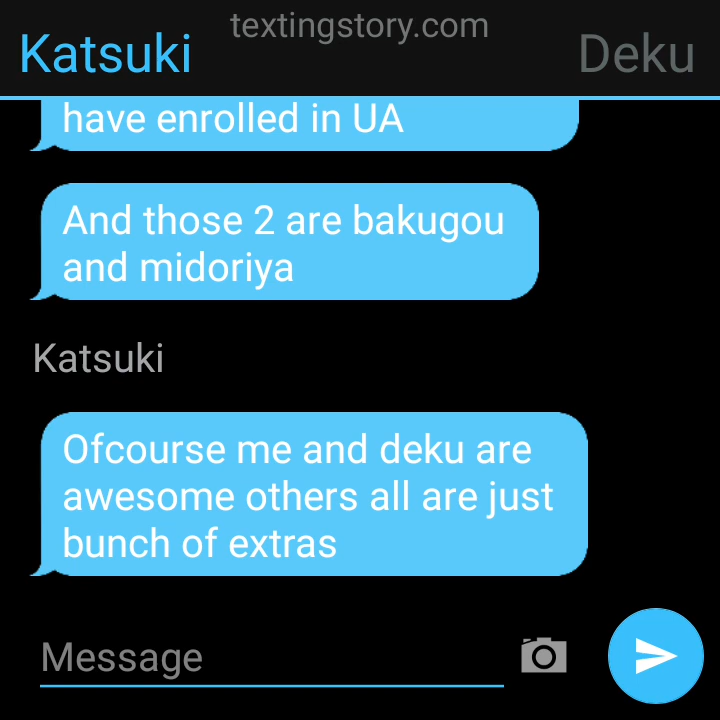 textingstory.com
Katsuki
Deku
have enrolled in UA
And those 2 are bakugou
and midoriya
Katsuki
Ofcourse me and deku are
awesome others all are just
bunch of extras
Message